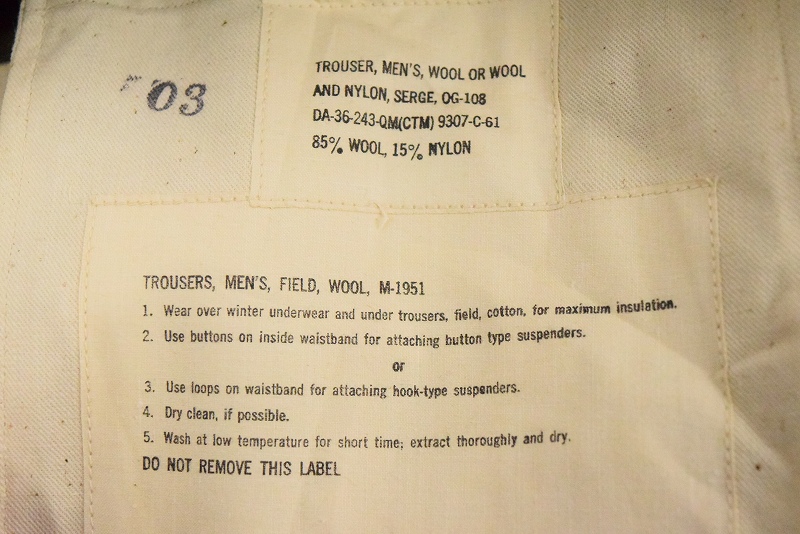 03
TROUSER, MEN'S, WOOL OR WOOL
AND NYLON, SERGE, OG-108
DA-36-243-QM(CTM) 9307-C-61
85% WOOL, 15% NYLON
TROUSERS, MEN'S, FIELD, WOOL, M-1951
1. Wear over winter underwear and under trousers, field, cotton, for maximum insulation.
2. Use buttons on inside waistband for attaching button type suspenders.
or
3. Use loops on waistband for attaching hook-type suspenders.
4. Dry clean, if possible.
5. Wash at low temperature for short time; extract thoroughly and dry.
DO NOT REMOVE THIS LABEL